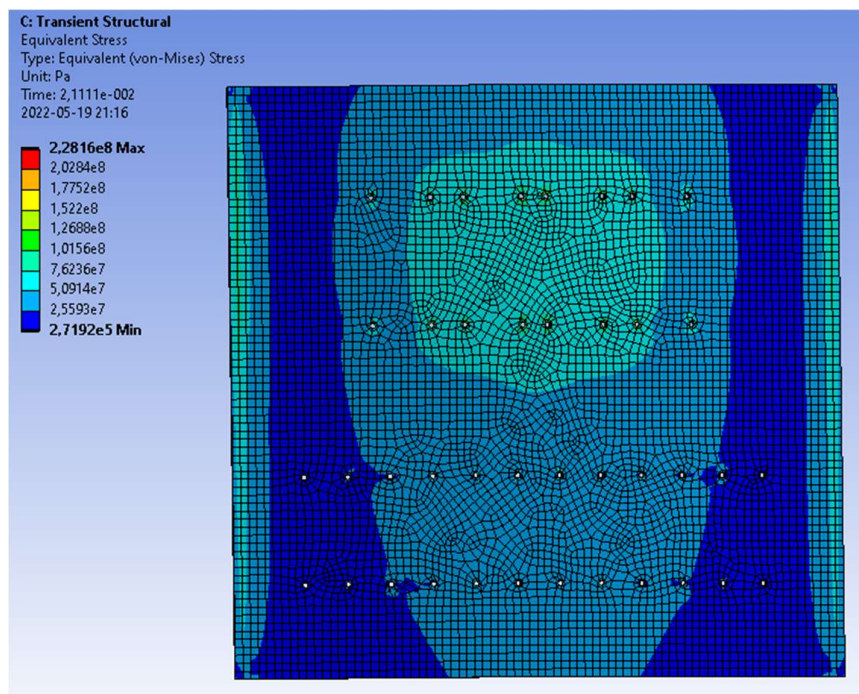 C: Transient Structural
Equivalent Stress
Type: Equivalent (von-Mises) Stress
Unit: Pa
Time: 2,1111e-002
2022-05-19 21:16
2,2816e8 Max
2,0284e8
1,7752e8
1,522e8
1,2688e8
1,0156e8
7,6236e7
5,0914e7
2,5593e7
2,7192e5 Min